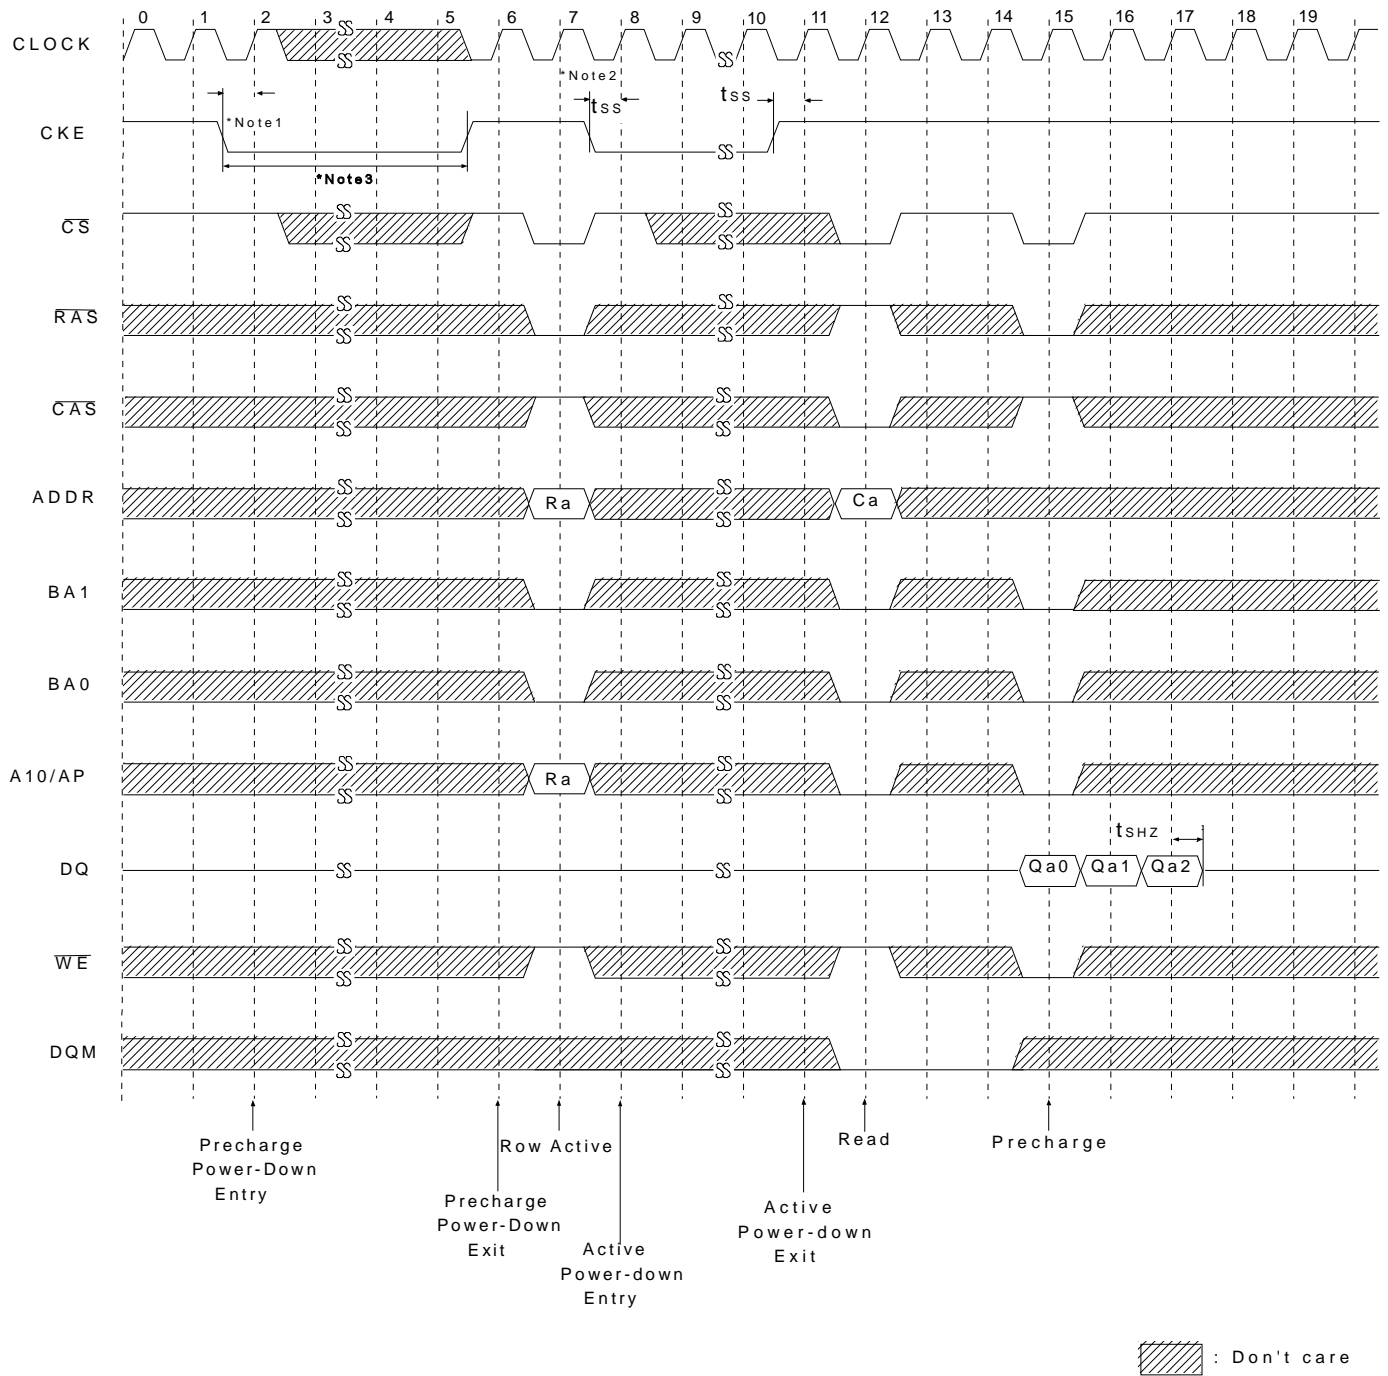 0 1 2 3 4 5 6 7 8 9 10 11 12 13 14 15 16 17 18 19
CLOCK
*Note2
tss tss
*Note1
CKE
*Note3
CS
RAS
CAS
ADDR Ra Ca
BA1
BA0
A10/AP Ra
tSHZ
DQ Qa0 Qa1 Qa2
WE
DQM
Precharge
Power-Down
Entry
Precharge
Power-Down
Exit
Row Active
Active
Power-down
Entry
Active
Power-down
Exit
Read
Precharge
: Don't care